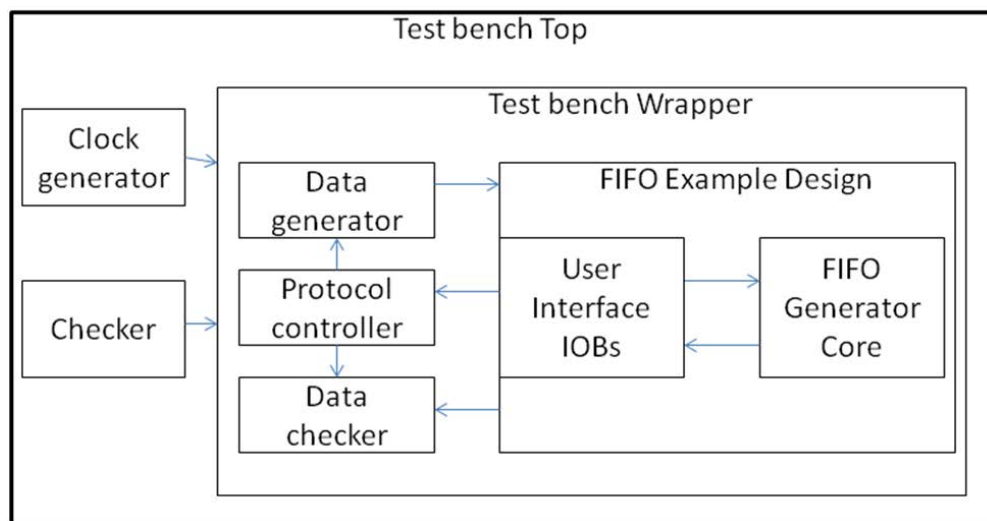 Test bench Top
Test bench Wrapper
Clock
generator
Data
generator
FIFO Example Design
User
Interface
IOBs
FIFO
Generator
Core
Protocol
controller
Checker
Data
checker